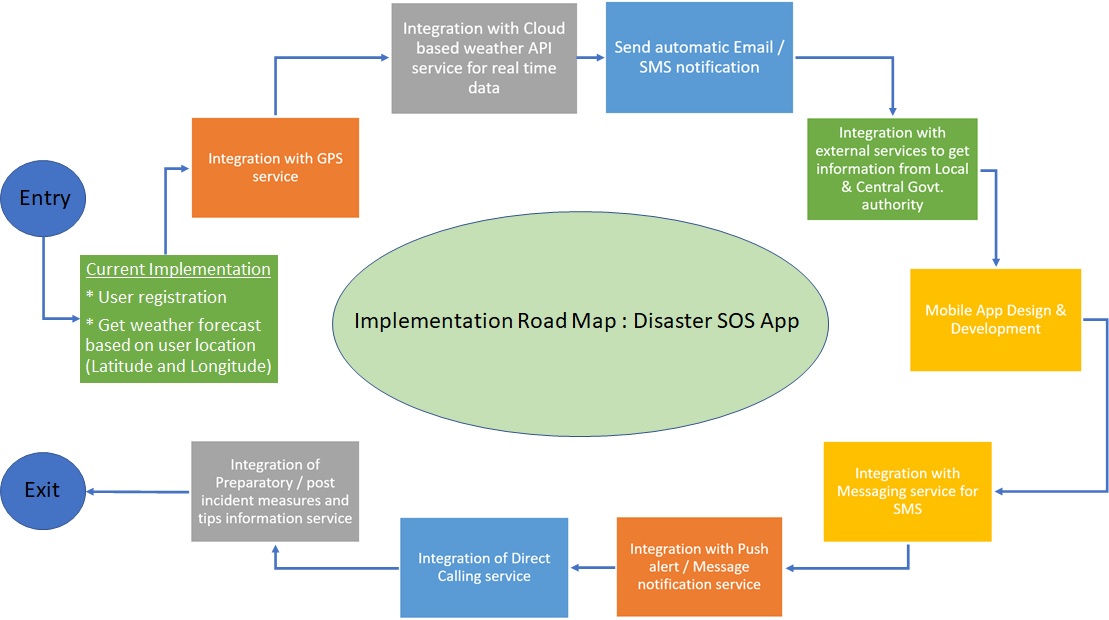 Entry
Current Implementation
* User registration
* Get weather forecast
based on user location
(Latitude and Longitude)
Integration with GPS
service
Integration with Cloud
based weather API
service for real time
data
Send automatic Email /
SMS notification
Integration with
external services to get
information from Local
& Central Govt.
authority
Mobile App Design &
Development
Implementation Road Map : Disaster SOS App
Integration with
Messaging service for
SMS
Integration with Push
alert / Message
notification service
Integration of Direct
Calling service
Integration of
Preparatory / post
incident measures and
tips information service
Exit